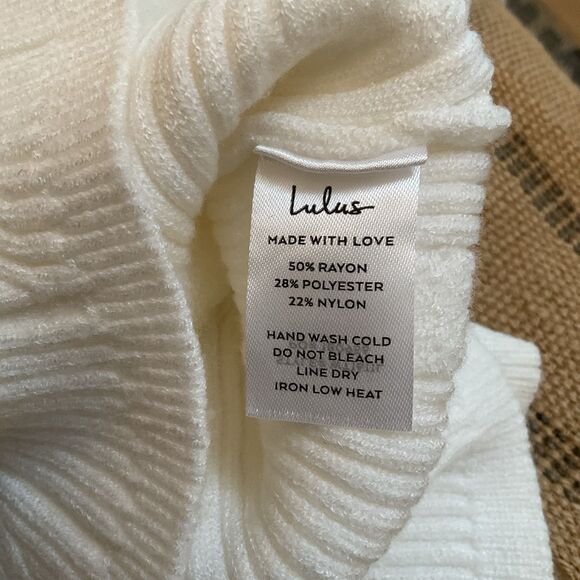 Lulus
MADE WITH LOVE
50% RAYON
28% POLYESTER
22% NYLON
HAND WASH COLD
DO NOT BLEACH
LINE DRY
IRON LOW HEAT